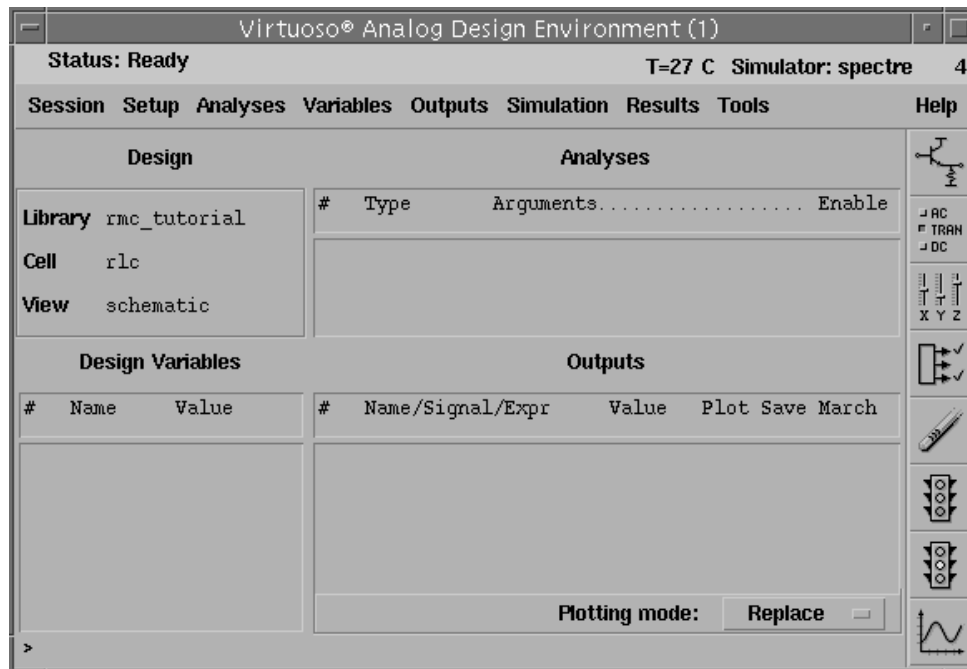 Virtuoso® Analog Design Environment (1)
Status: Ready
T=27 C Simulator: spectre 4
Session Setup Analyses Variables Outputs Simulation Results Tools Help
Design
Analyses
Library rmc_tutorial
Cell rlc
View schematic
# Type Arguments.................. Enable
AC
TRAN
DC
X Y Z
Design Variables
Outputs
# Name Value
# Name/Signal/Expr Value Plot Save March
Plotting mode: Replace
>